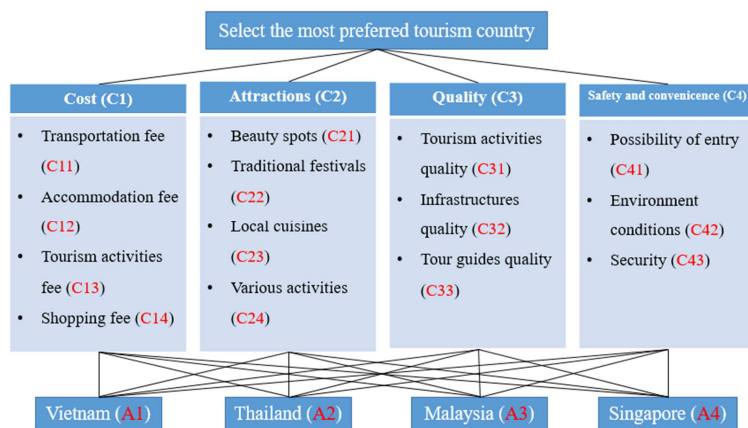 Select the most preferred tourism country
Cost (C1)
• Transportation fee
(C11)
• Accommodation fee
(C12)
• Tourism activities
fee (C13)
• Shopping fee (C14)
Attractions (C2)
• Beauty spots (C21)
• Traditional festivals
(C22)
• Local cuisines
(C23)
• Various activities
(C24)
Quality (C3)
• Tourism activities
quality (C31)
• Infrastructures
quality (C32)
• Tour guides quality
(C33)
Safety and convenicence (C4)
• Possibility of entry
(C41)
• Environment
conditions (C42)
• Security (C43)
Vietnam (A1)
Thailand (A2)
Malaysia (A3)
Singapore (A4)